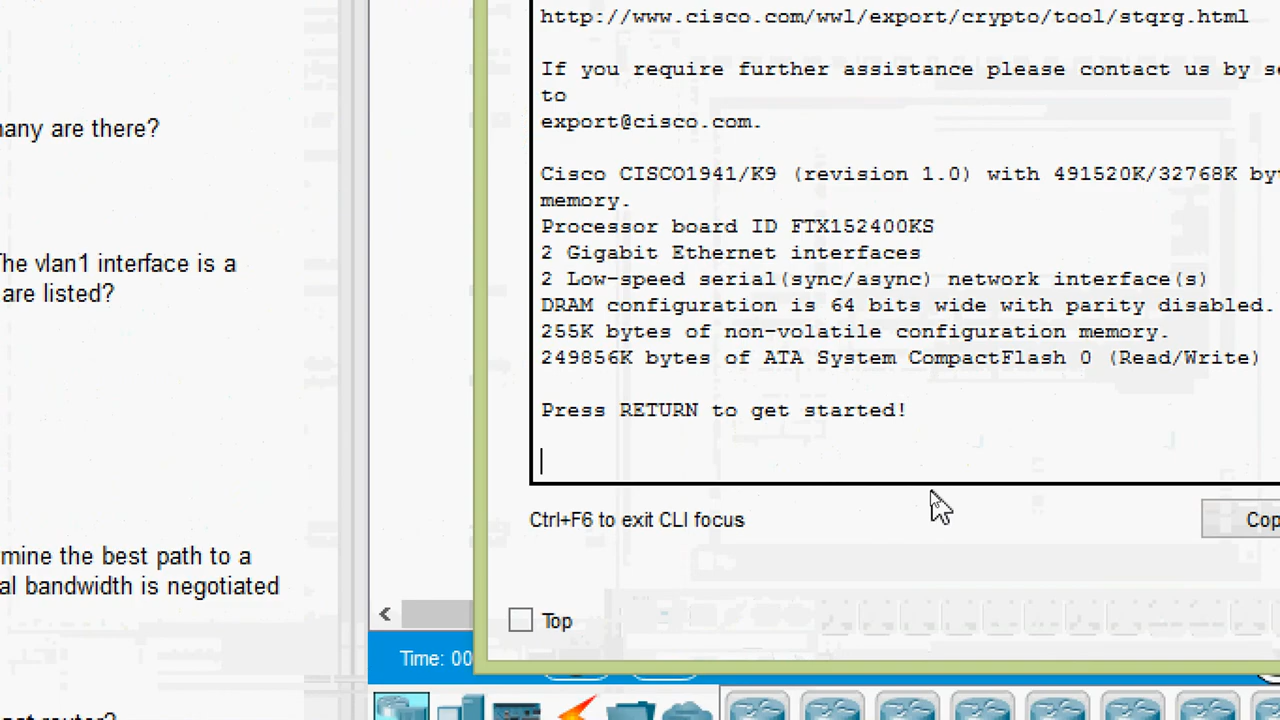 http://www.cisco.com/wwl/export/crypto/tool/stqrg.html
If you require further assistance please contact us by
to
export@cisco.com.
Cisco CISCO1941/K9 (revision 1.0) with 491520K/32768K
memory.
Processor board ID FTX152400KS
2 Gigabit Ethernet interfaces
2 Low-speed serial(sync/async) network interface(s)
DRAM configuration is 64 bits wide with parity disabled.
255K bytes of non-volatile configuration memory.
249856K bytes of ATA System CompactFlash 0 (Read/Write)
Press RETURN to get started!
Ctrl+F6 to exit CLI focus
Top
Time: 00
many are there?
The vlan1 interface is a
are listed?
mine the best path to a
al bandwidth is negotiated